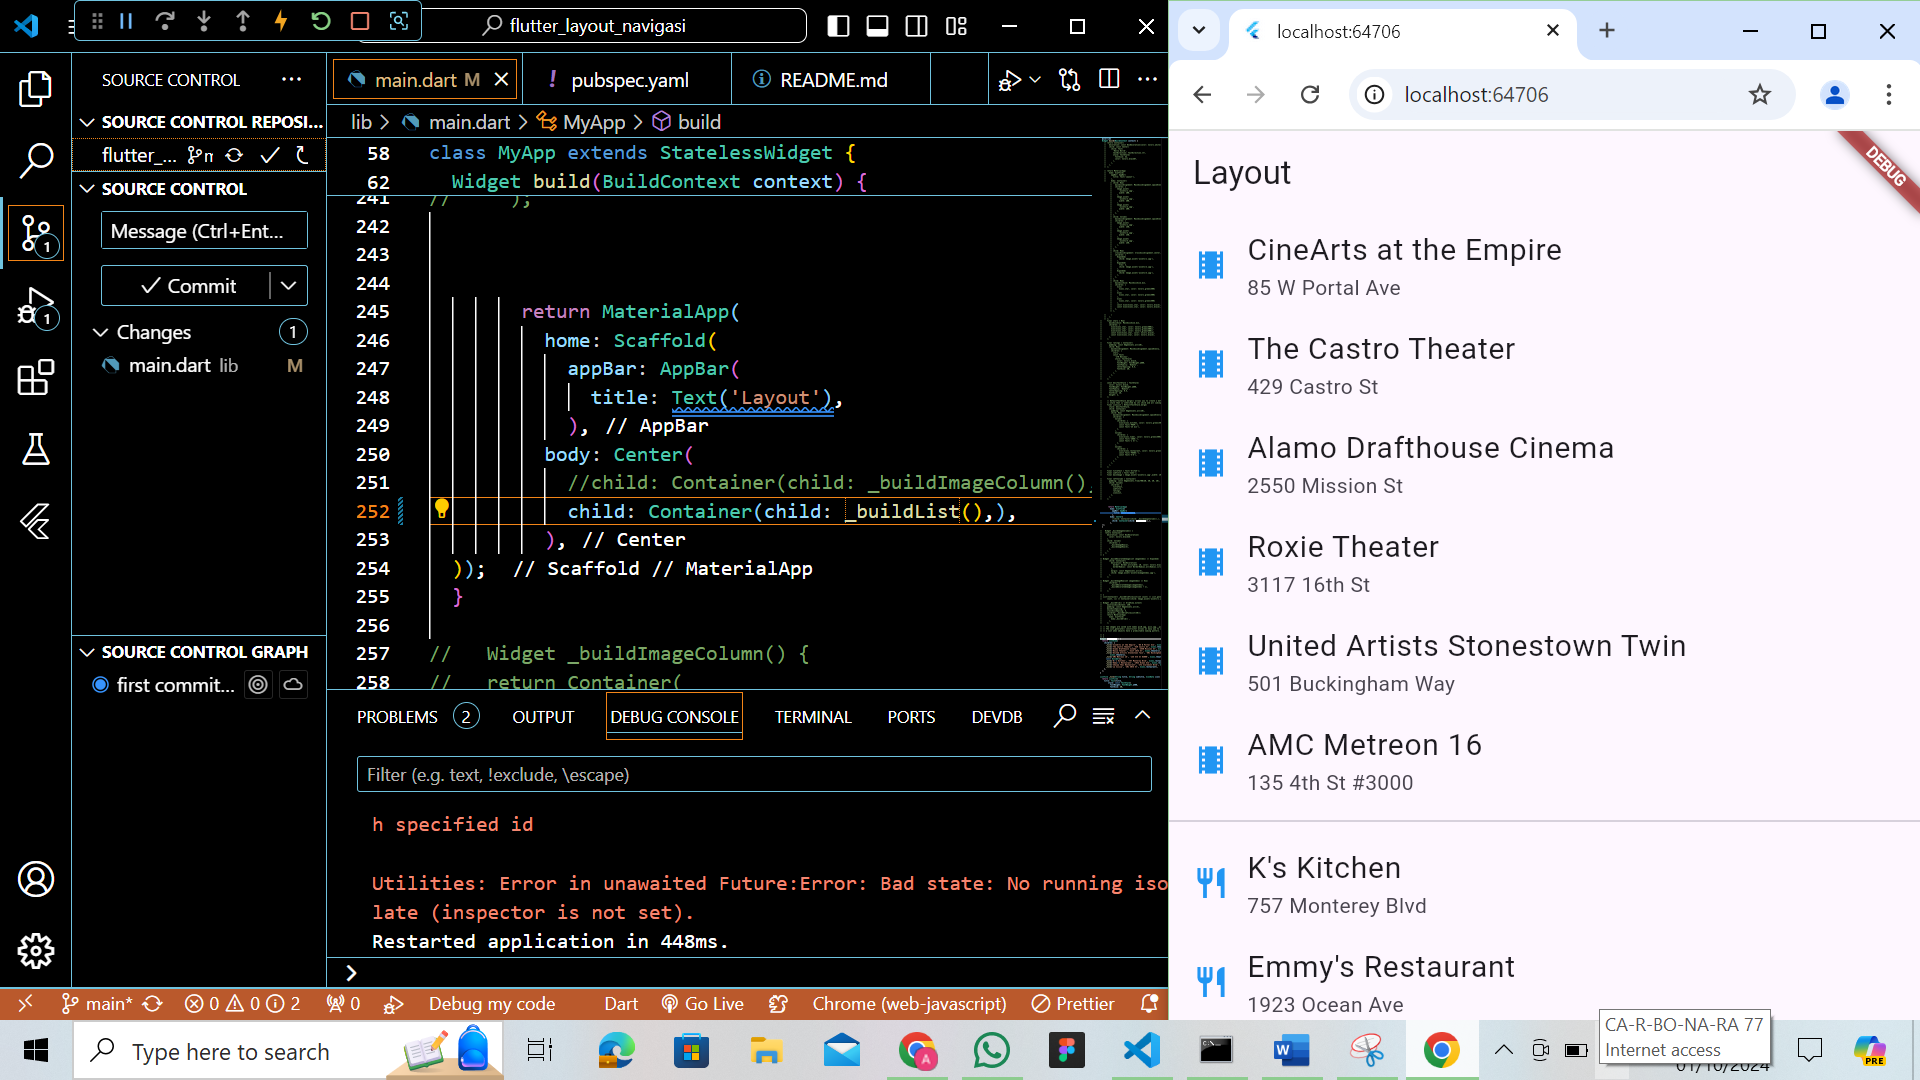 flutter_layout_navigasi
SOURCE CONTROL
SOURCE CONTROL REPOSI...
flutter_...
SOURCE CONTROL
Message (Ctrl+Ent...
Commit
Changes 1
main.dart lib M
SOURCE CONTROL GRAPH
first commit...
1
1
main.dart M
pubspec.yaml
README.md
lib > main.dart > MyApp > build
58 class MyApp extends StatelessWidget {
62 Widget build(BuildContext context) {
241 // );
242
243
244
245 return MaterialApp(
246 home: Scaffold(
247 appBar: AppBar(
248 title: Text('Layout'),
249 ), // AppBar
250 body: Center(
251 //child: Container(child: _buildImageColumn(),
252 child: Container(child: _buildList(),),
253 ), // Center
254 )); // Scaffold // MaterialApp
255 }
256
257 // Widget _buildImageColumn() {
258 // return Container(
PROBLEMS 2 OUTPUT DEBUG CONSOLE TERMINAL PORTS DEVDB
Filter (e.g. text, !exclude, \escape)
h specified id
Utilities: Error in unawaited Future:Error: Bad state: No running iso
late (inspector is not set).
Restarted application in 448ms.
main* 0 0 2 0 Debug my code Dart Go Live Chrome (web-javascript) Prettier
localhost:64706
localhost:64706
DEBUG
Layout
CineArts at the Empire
85 W Portal Ave
The Castro Theater
429 Castro St
Alamo Drafthouse Cinema
2550 Mission St
Roxie Theater
3117 16th St
United Artists Stonestown Twin
501 Buckingham Way
AMC Metreon 16
135 4th St #3000
K's Kitchen
757 Monterey Blvd
Emmy's Restaurant
1923 Ocean Ave
CA-R-BO-NA-RA 77
Internet access
Type here to search
01/10/2024
PRE